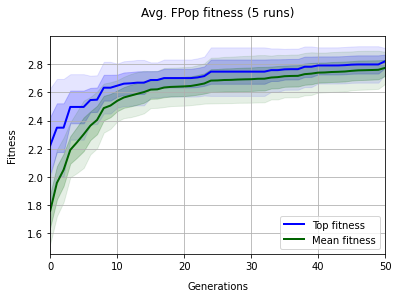 Avg. FPop fitness (5 runs)
Fitness
2.8
2.6
2.4
2.2
2.0
1.8
1.6
0
10
20
30
40
50
Generations
Top fitness
Mean fitness